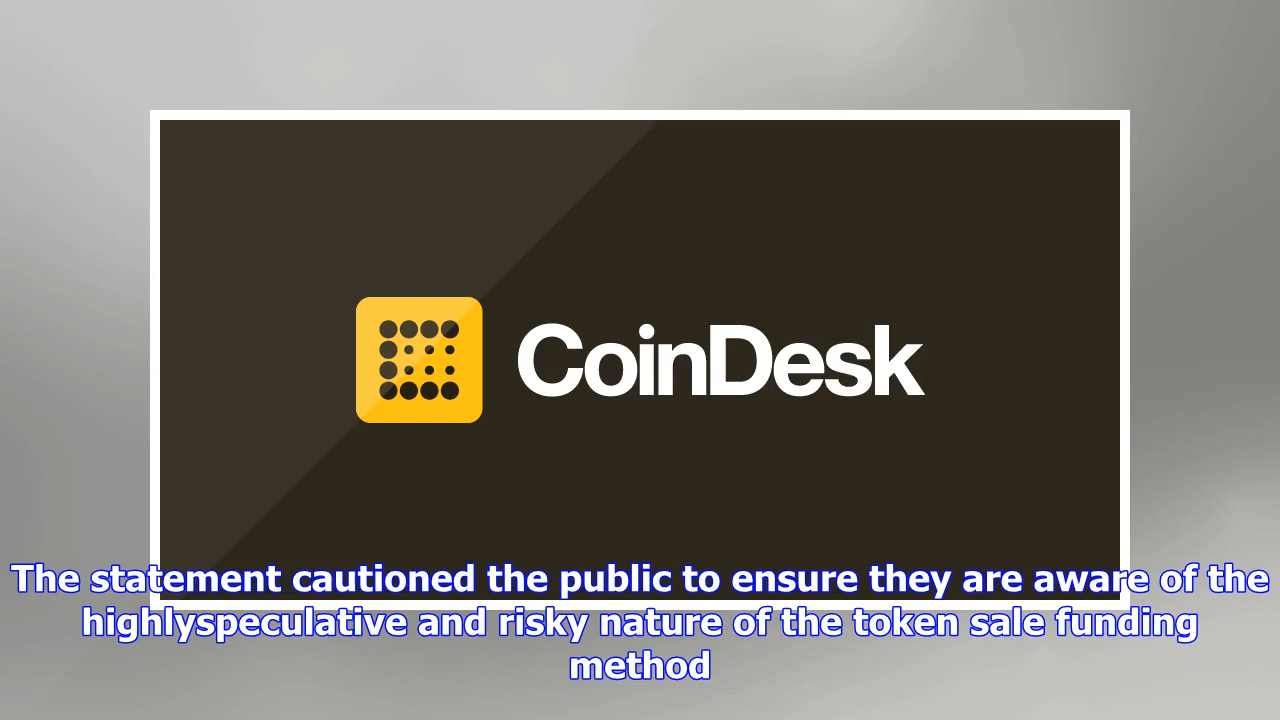 CoinDesk
The statement cautioned the public to ensure they are aware of the
highlyspeculative and risky nature of the token sale funding
method